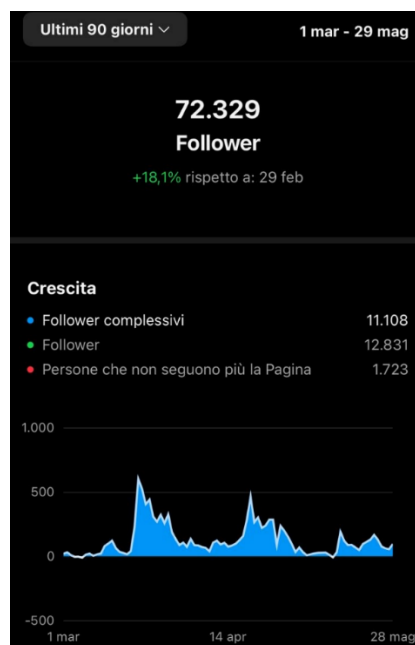 Ultimi 90 giorni
1 mar - 29 mag
72.329
Follower
+18,1% rispetto a: 29 feb
Crescita
Follower complessivi 11.108
Follower 12.831
Persone che non seguono più la Pagina 1.723
1.000
500
0
-500
1 mar 14 apr 28 mag